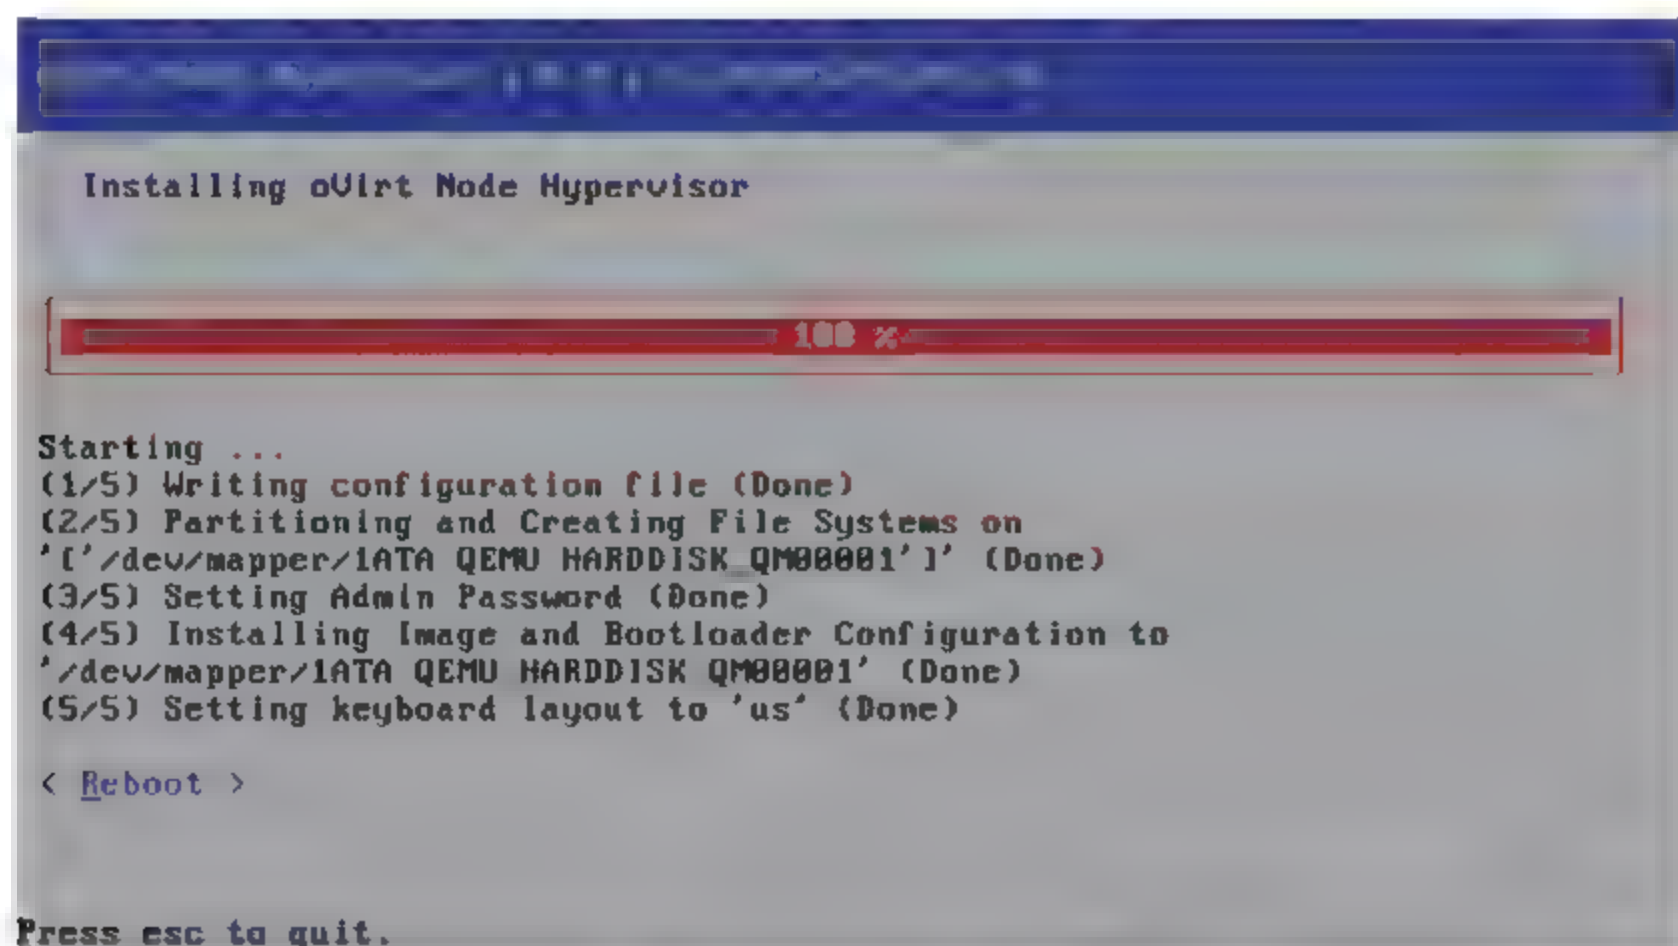 Installing oVirt Node Hypervisor
100 %
Starting ...
(1/5) Writing configuration file (Done)
(2/5) Partitioning and Creating File Systems on
'['/dev/mapper/1ATA QEMU HARDDISK_QM00001']' (Done)
(3/5) Setting Admin Password (Done)
(4/5) Installing Image and Bootloader Configuration to
'/dev/mapper/1ATA QEMU HARDDISK QM00001' (Done)
(5/5) Setting keyboard layout to 'us' (Done)
< Reboot >
Press esc to quit.